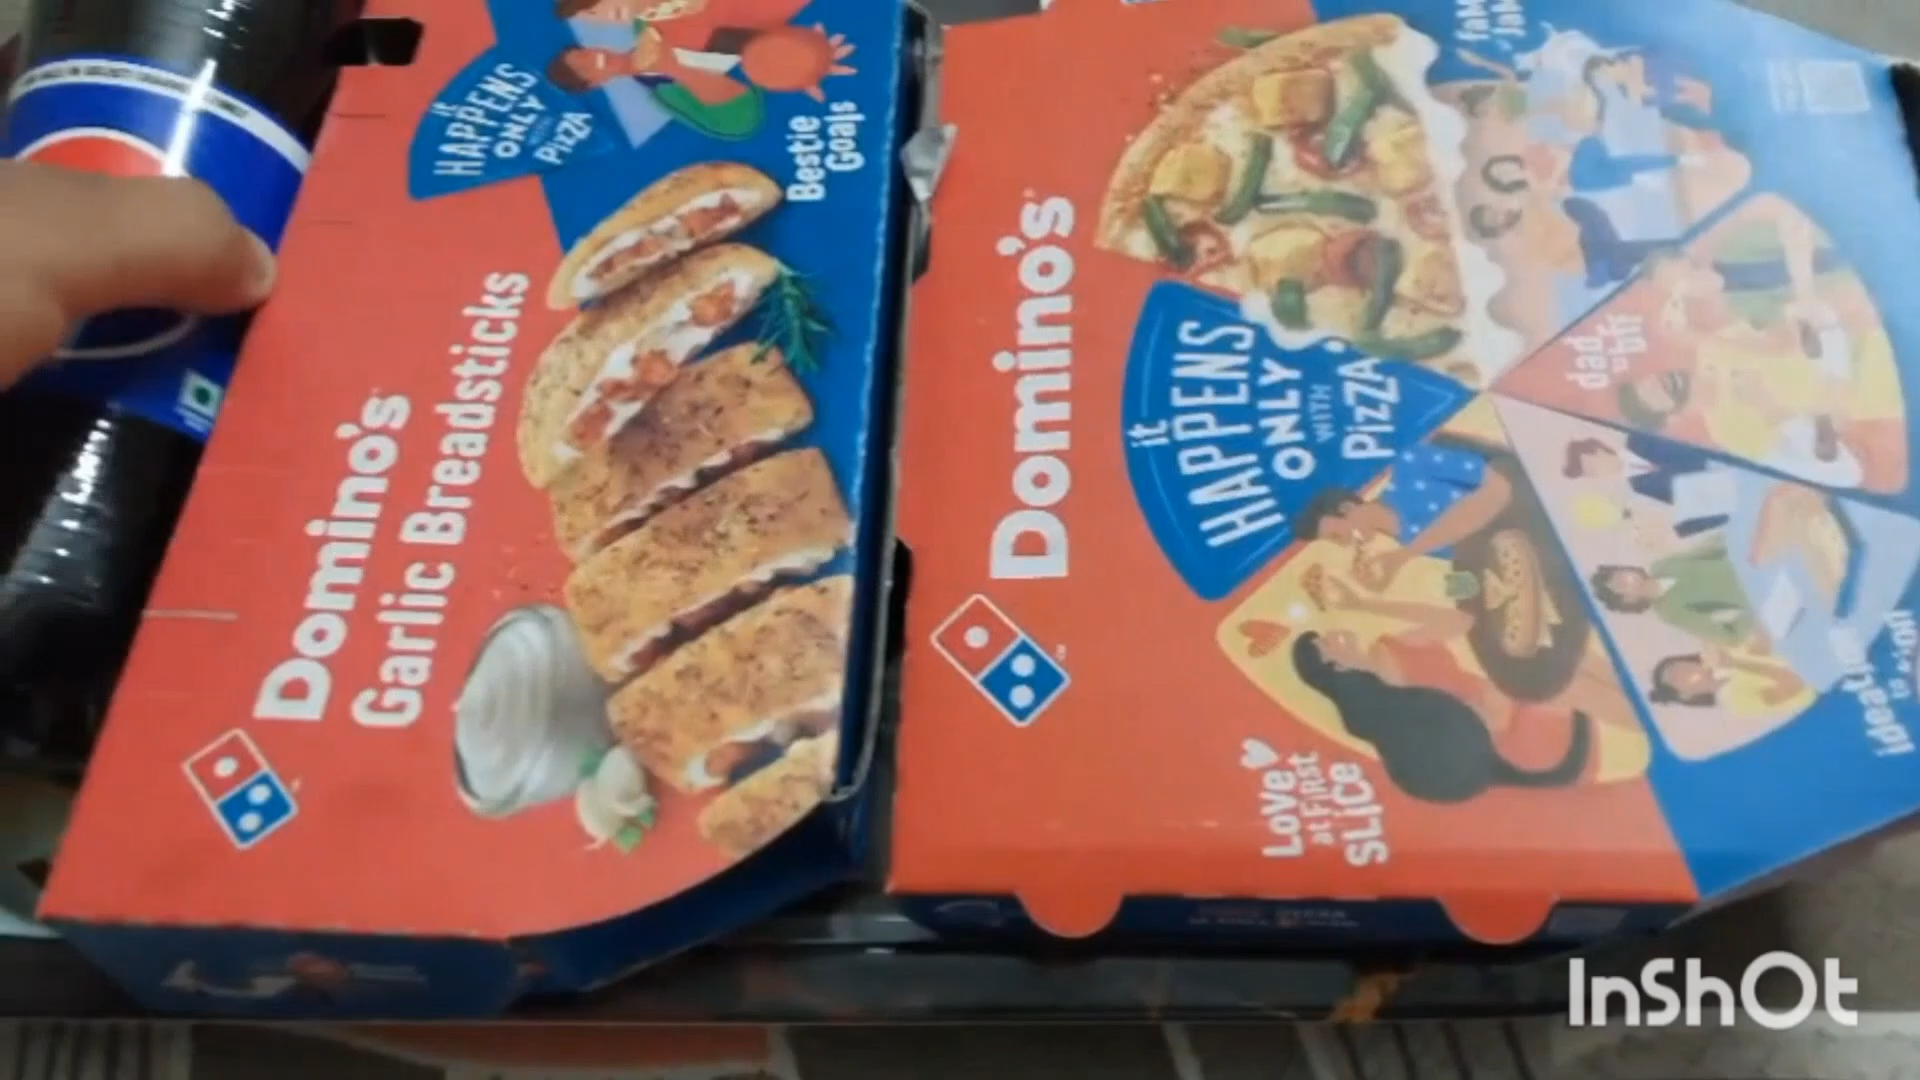 it
HAPPENS
ONLY
WITH
PiZZA
Bestie
Goals
Domino's
Garlic Breadsticks
Domino's
it
HAPPENS
ONLY
WITH
PiZZA
dad
Love
at FiRST
SLiCe
InShOt